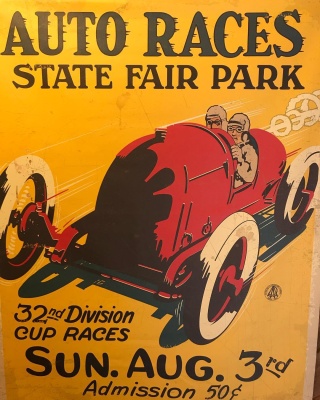 AUTO RACES
STATE FAIR PARK
32nd Division
CUP RACES
SUN. AUG. 3rd
Admission 50¢